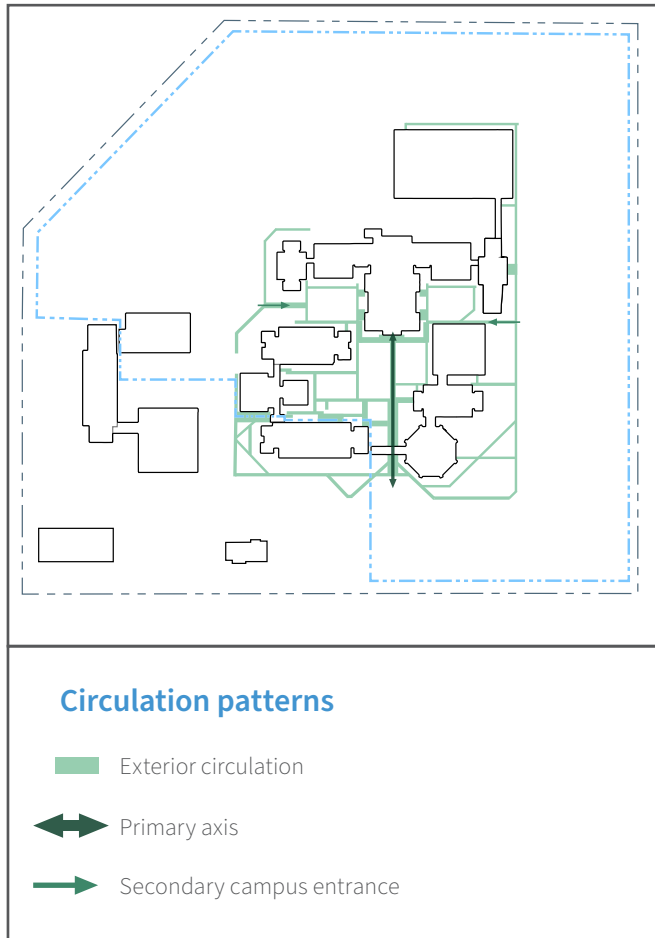 Circulation patterns
Exterior circulation
Primary axis
Secondary campus entrance